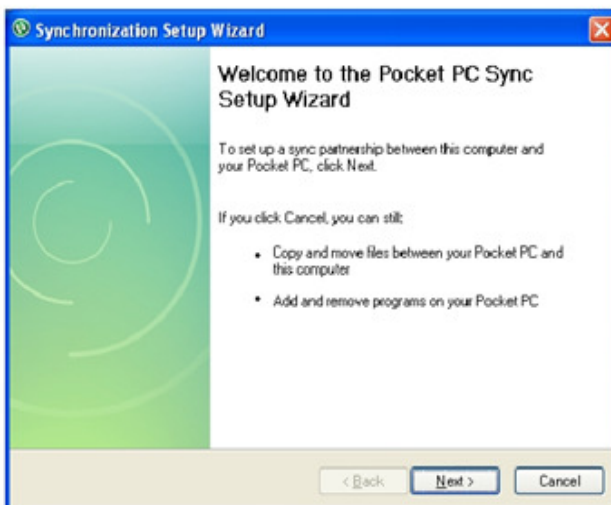 Synchronization Setup Wizard
Welcome to the Pocket PC Sync
Setup Wizard
To set up a sync partnership between this computer and
your Pocket PC, click Next.
If you click Cancel, you can still:
• Copy and move files between your Pocket PC and
this computer
• Add and remove programs on your Pocket PC
< Back
Next >
Cancel